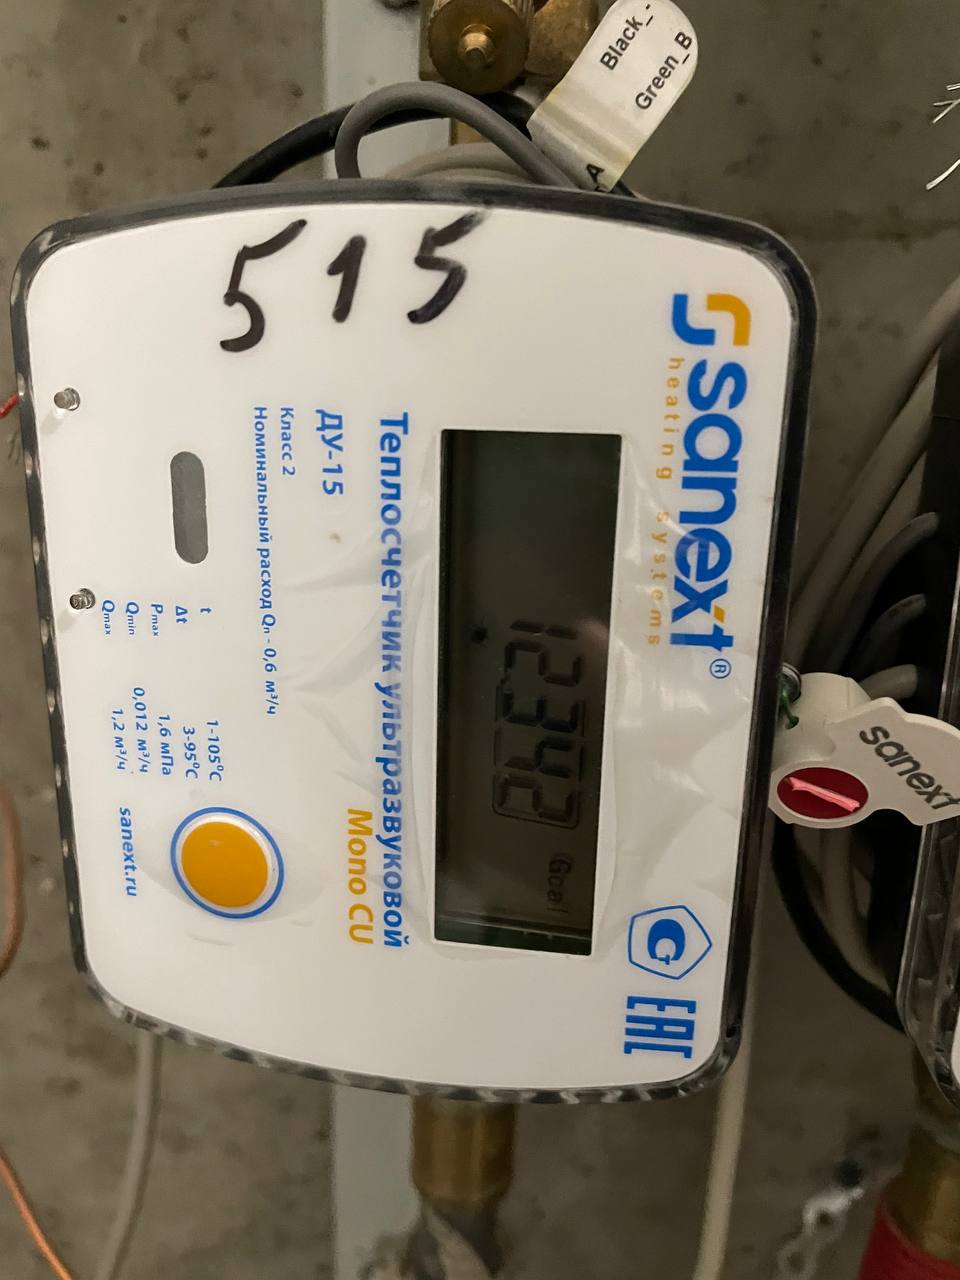 Black_-
Green_B
A
515
sanext®
heating systems
12342
Gcal
Теплосчетчик ультразвуковой
Mono CU
ДУ-15
Класс 2
Номинальный расход Qn - 0,6 м³/ч
t 1-105⁰C
Δt 3-95⁰C
Pmax 1,6 мПа
Qmin 0,012 м³/ч
Qmax 1,2 м³/ч
sanext.ru
EAC
sanext